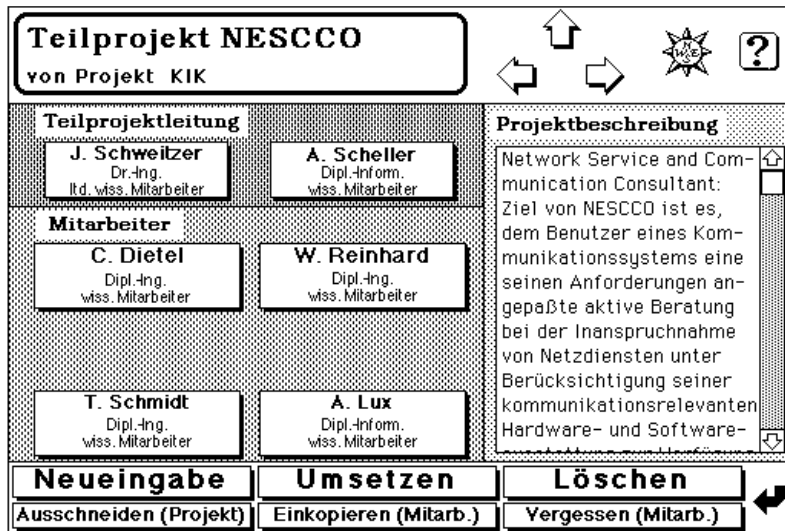 Teilprojekt NESCCO
von Projekt KIK
N
W E
S
?
Teilprojektleitung
J. Schweitzer
Dr.-Ing.
ltd. wiss. Mitarbeiter
A. Scheller
Dipl.-Inform.
wiss. Mitarbeiter
Mitarbeiter
C. Dietel
Dipl.-Ing.
wiss. Mitarbeiter
W. Reinhard
Dipl.-Ing.
wiss. Mitarbeiter
T. Schmidt
Dipl.-Ing.
wiss. Mitarbeiter
A. Lux
Dipl.-Inform.
wiss. Mitarbeiter
Projektbeschreibung
Network Service and Com-
munication Consultant:
Ziel von NESCCO ist es,
dem Benutzer eines Kom-
munikationssystems eine
seinen Anforderungen an-
gepaßte aktive Beratung
bei der Inanspruchnahme
von Netzdiensten unter
Berücksichtigung seiner
kommunikationsrelevanten
Hardware- und Software-
Neueingabe
Umsetzen
Löschen
Ausschneiden (Projekt)
Einkopieren (Mitarb.)
Vergessen (Mitarb.)